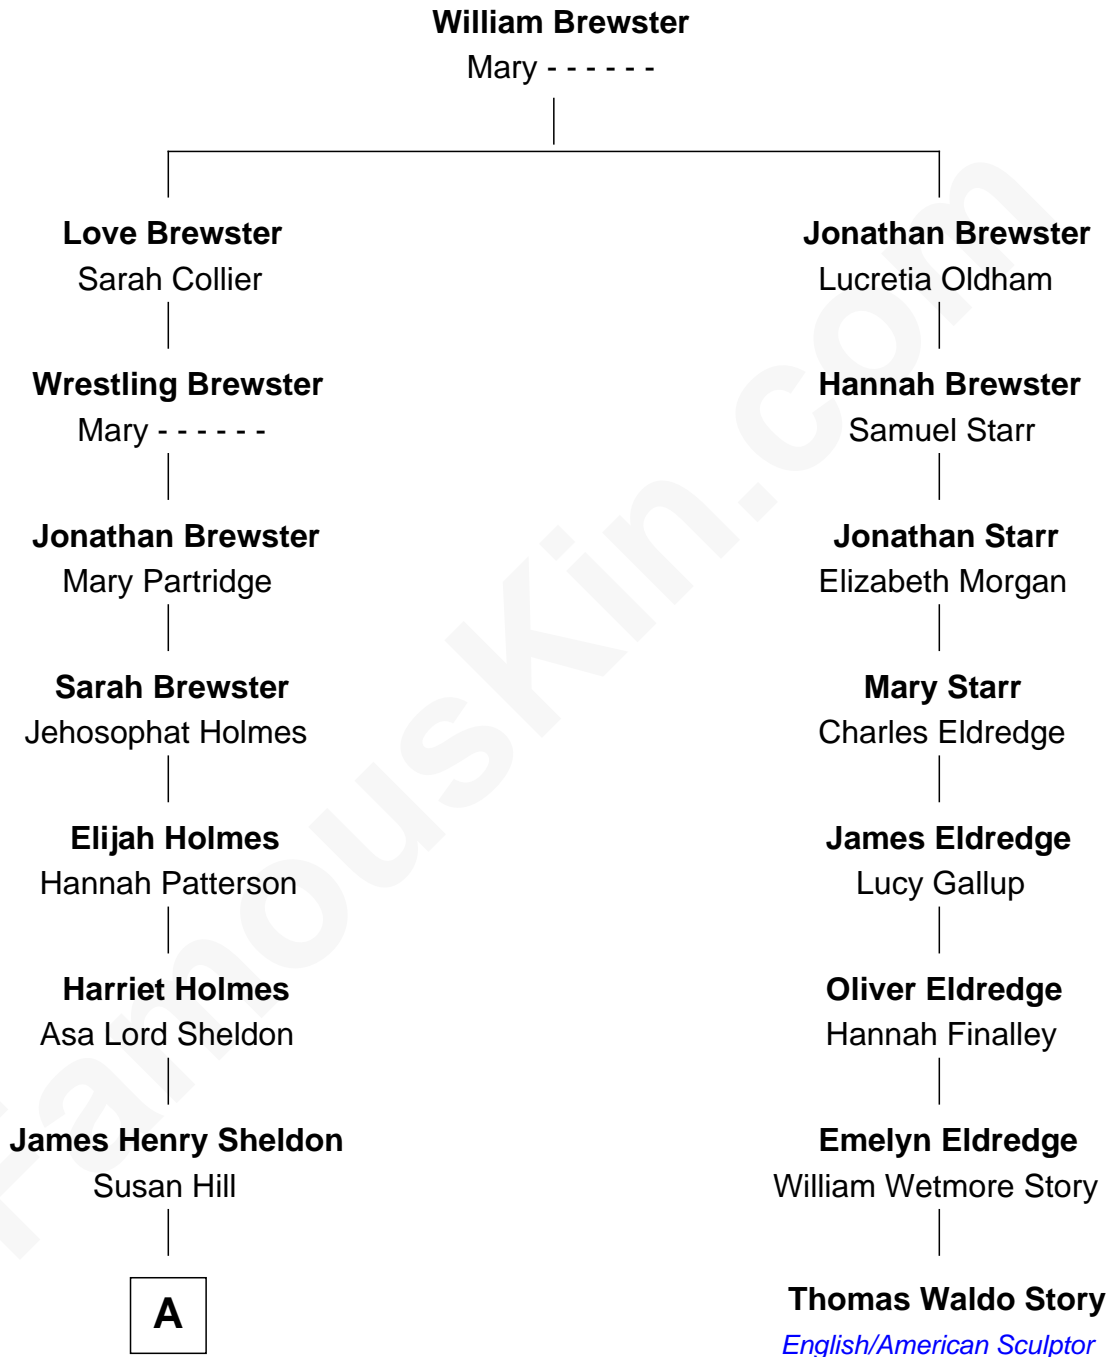 William Brewster
Mary - - - - - -
Love Brewster
Sarah Collier
Jonathan Brewster
Lucretia Oldham
Wrestling Brewster
Mary - - - - - -
Hannah Brewster
Samuel Starr
Jonathan Brewster
Mary Partridge
Jonathan Starr
Elizabeth Morgan
Sarah Brewster
Jehosophat Holmes
Mary Starr
Charles Eldredge
Elijah Holmes
Hannah Patterson
James Eldredge
Lucy Gallup
Harriet Holmes
Asa Lord Sheldon
Oliver Eldredge
Hannah Finalley
James Henry Sheldon
Susan Hill
Emelyn Eldredge
William Wetmore Story
A
Thomas Waldo Story
English/American Sculptor
FamousKin.com